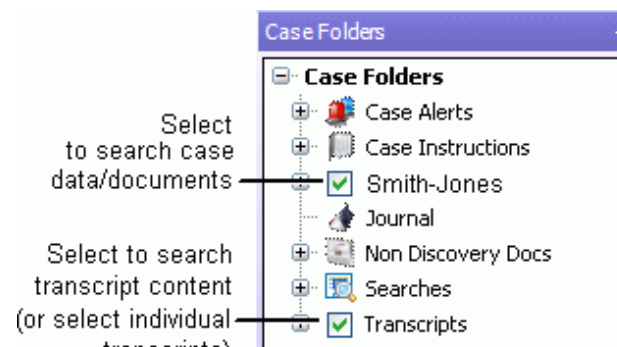 Case Folders
Case Folders
Case Alerts
Case Instructions
Select
to search case
data/documents
Smith-Jones
Journal
Select to search
transcript content
(or select individual
transcripts)
Non Discovery Docs
Searches
Transcripts